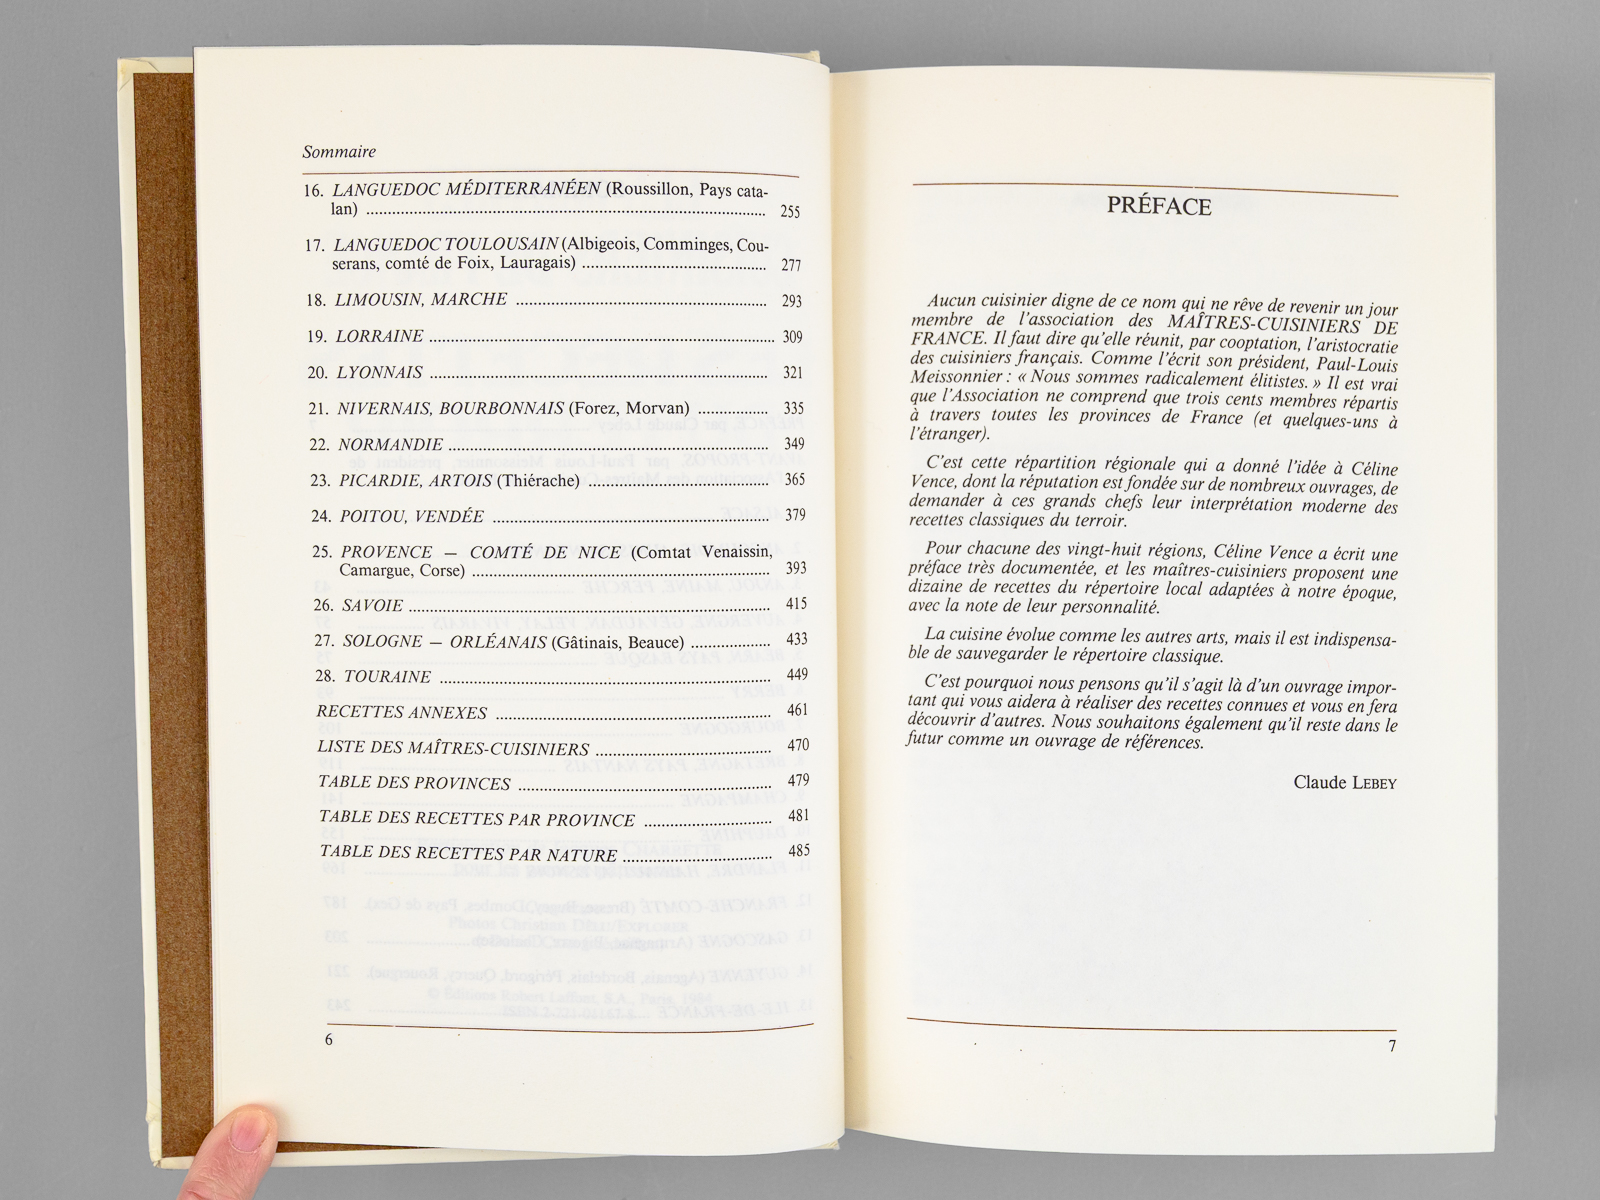 Sommaire
16. LANGUEDOC MÉDITERRANÉEN (Roussillon, Pays cata-
lan) 255
17. LANGUEDOC TOULOUSAIN (Albigeois, Comminges, Cou-
serans, comté de Foix, Lauragais) 277
18. LIMOUSIN, MARCHE 293
19. LORRAINE 309
20. LYONNAIS 321
21. NIVERNAIS, BOURBONNAIS (Forez, Morvan) 335
22. NORMANDIE 349
23. PICARDIE, ARTOIS (Thiérache) 365
24. POITOU, VENDÉE 379
25. PROVENCE — COMTÉ DE NICE (Comtat Venaissin,
Camargue, Corse) 393
26. SAVOIE 415
27. SOLOGNE — ORLÉANAIS (Gâtinais, Beauce) 433
28. TOURAINE 449
RECETTES ANNEXES 461
LISTE DES MAÎTRES-CUISINIERS 470
TABLE DES PROVINCES 479
TABLE DES RECETTES PAR PROVINCE 481
TABLE DES RECETTES PAR NATURE 485
6
PRÉFACE
Aucun cuisinier digne de ce nom qui ne rêve de revenir un jour
membre de l'association des MAÎTRES-CUISINIERS DE
FRANCE. Il faut dire qu'elle réunit, par cooptation, l'aristocratie
des cuisiniers français. Comme l'écrit son président, Paul-Louis
Meissonnier : « Nous sommes radicalement élitistes. » Il est vrai
que l'Association ne comprend que trois cents membres répartis
à travers toutes les provinces de France (et quelques-uns à
l'étranger).
C'est cette répartition régionale qui a donné l'idée à Céline
Vence, dont la réputation est fondée sur de nombreux ouvrages, de
demander à ces grands chefs leur interprétation moderne des
recettes classiques du terroir.
Pour chacune des vingt-huit régions, Céline Vence a écrit une
préface très documentée, et les maîtres-cuisiniers proposent une
dizaine de recettes du répertoire local adaptées à notre époque,
avec la note de leur personnalité.
La cuisine évolue comme les autres arts, mais il est indispensa-
ble de sauvegarder le répertoire classique.
C'est pourquoi nous pensons qu'il s'agit là d'un ouvrage impor-
tant qui vous aidera à réaliser des recettes connues et vous en fera
découvrir d'autres. Nous souhaitons également qu'il reste dans le
futur comme un ouvrage de références.
Claude LEBEY
7